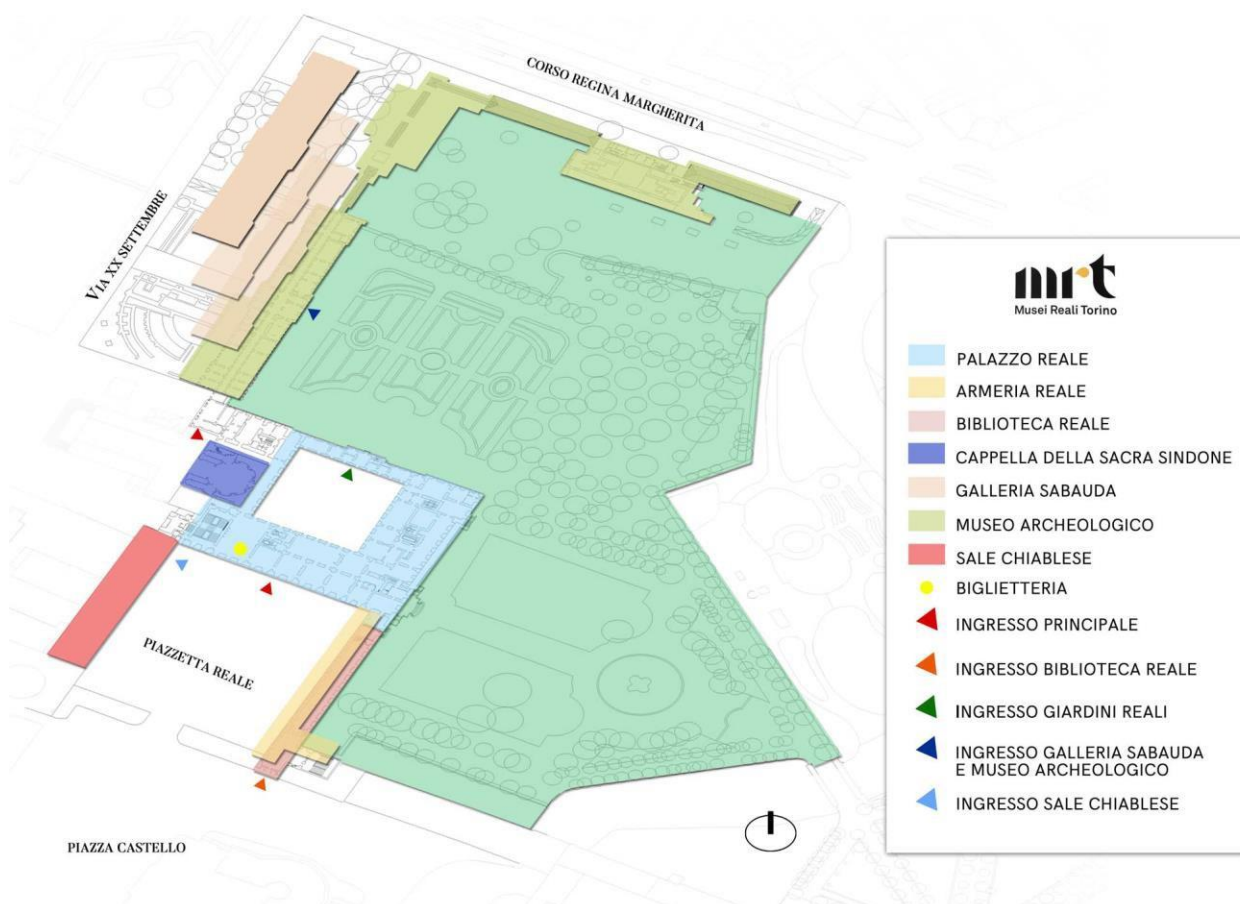 CORSO REGINA MARGHERITA
VIA XX SETTEMBRE
PIAZZETTA REALE
PIAZZA CASTELLO
mrt
Musei Reali Torino
PALAZZO REALE
ARMERIA REALE
BIBLIOTECA REALE
CAPPELLA DELLA SACRA SINDONE
GALLERIA SABAUDA
MUSEO ARCHEOLOGICO
SALE CHIABLESE
BIGLIETTERIA
INGRESSO PRINCIPALE
INGRESSO BIBLIOTECA REALE
INGRESSO GIARDINI REALI
INGRESSO GALLERIA SABAUDA
E MUSEO ARCHEOLOGICO
INGRESSO SALE CHIABLESE